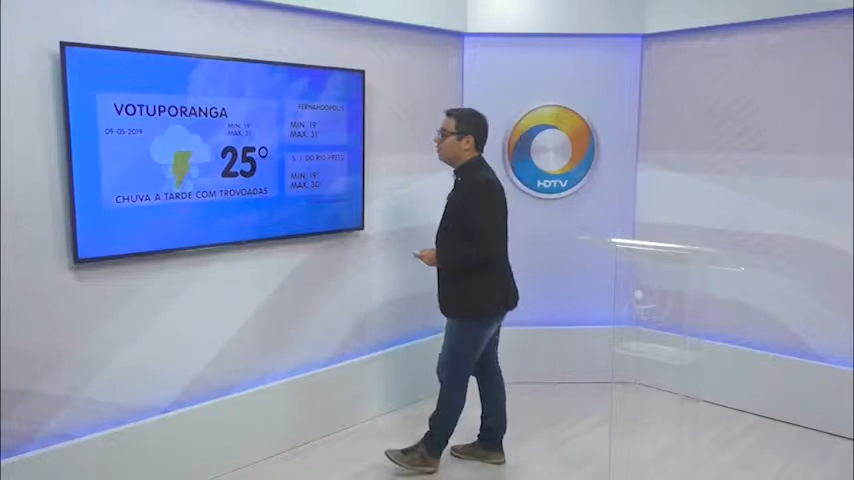 VOTUPORANGA
09-05-2019
MIN. 19°
MAX. 31°
25°
CHUVA A TARDE COM TROVOADAS
FERNANDÓPOLIS
MIN. 19°
MAX. 31°
S. J. DO RIO PRETO
MIN. 19°
MAX. 30
HDTV